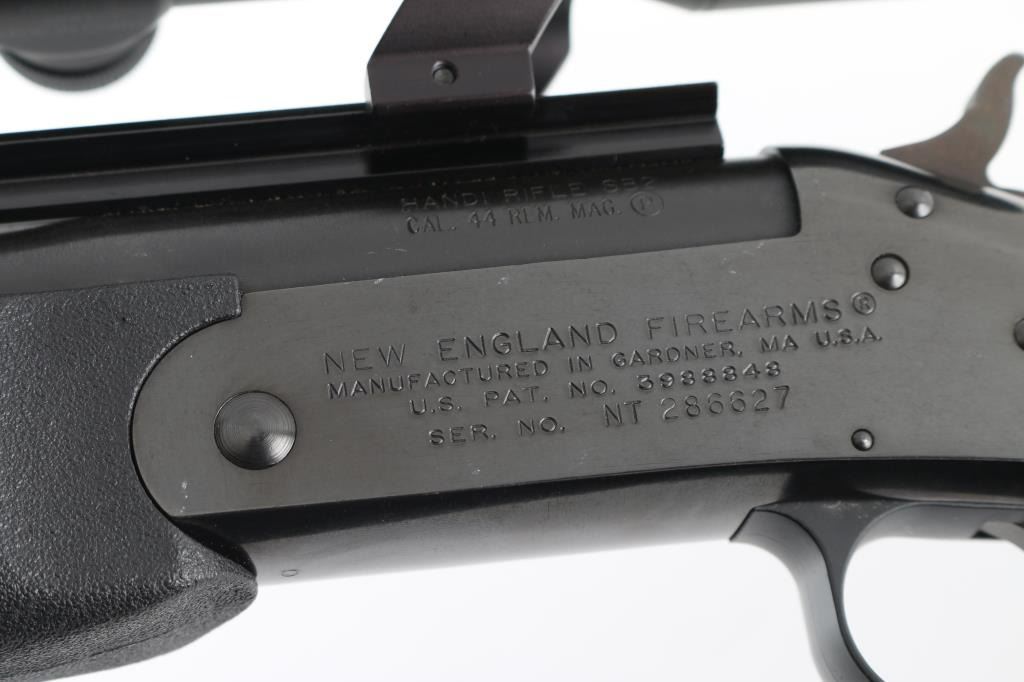 HANDI RIFLE SB2
CAL. 44 REM. MAG. P
NEW ENGLAND FIREARMS®
MANUFACTURED IN GARDNER, MA U.S.A.
U.S. PAT. NO. 3988848
SER. NO. NT 286627